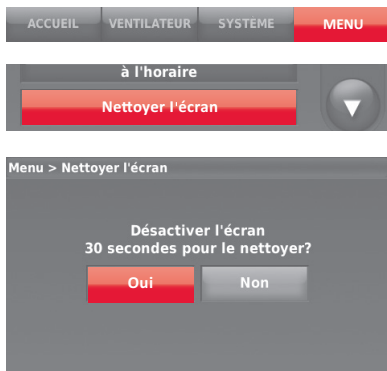 ACCUEIL VENTILATEUR SYSTEME MENU
à l'horaire
Nettoyer l'écran
Menu > Nettoyer l'écran
Désactiver l'écran
30 secondes pour le nettoyer?
Oui Non